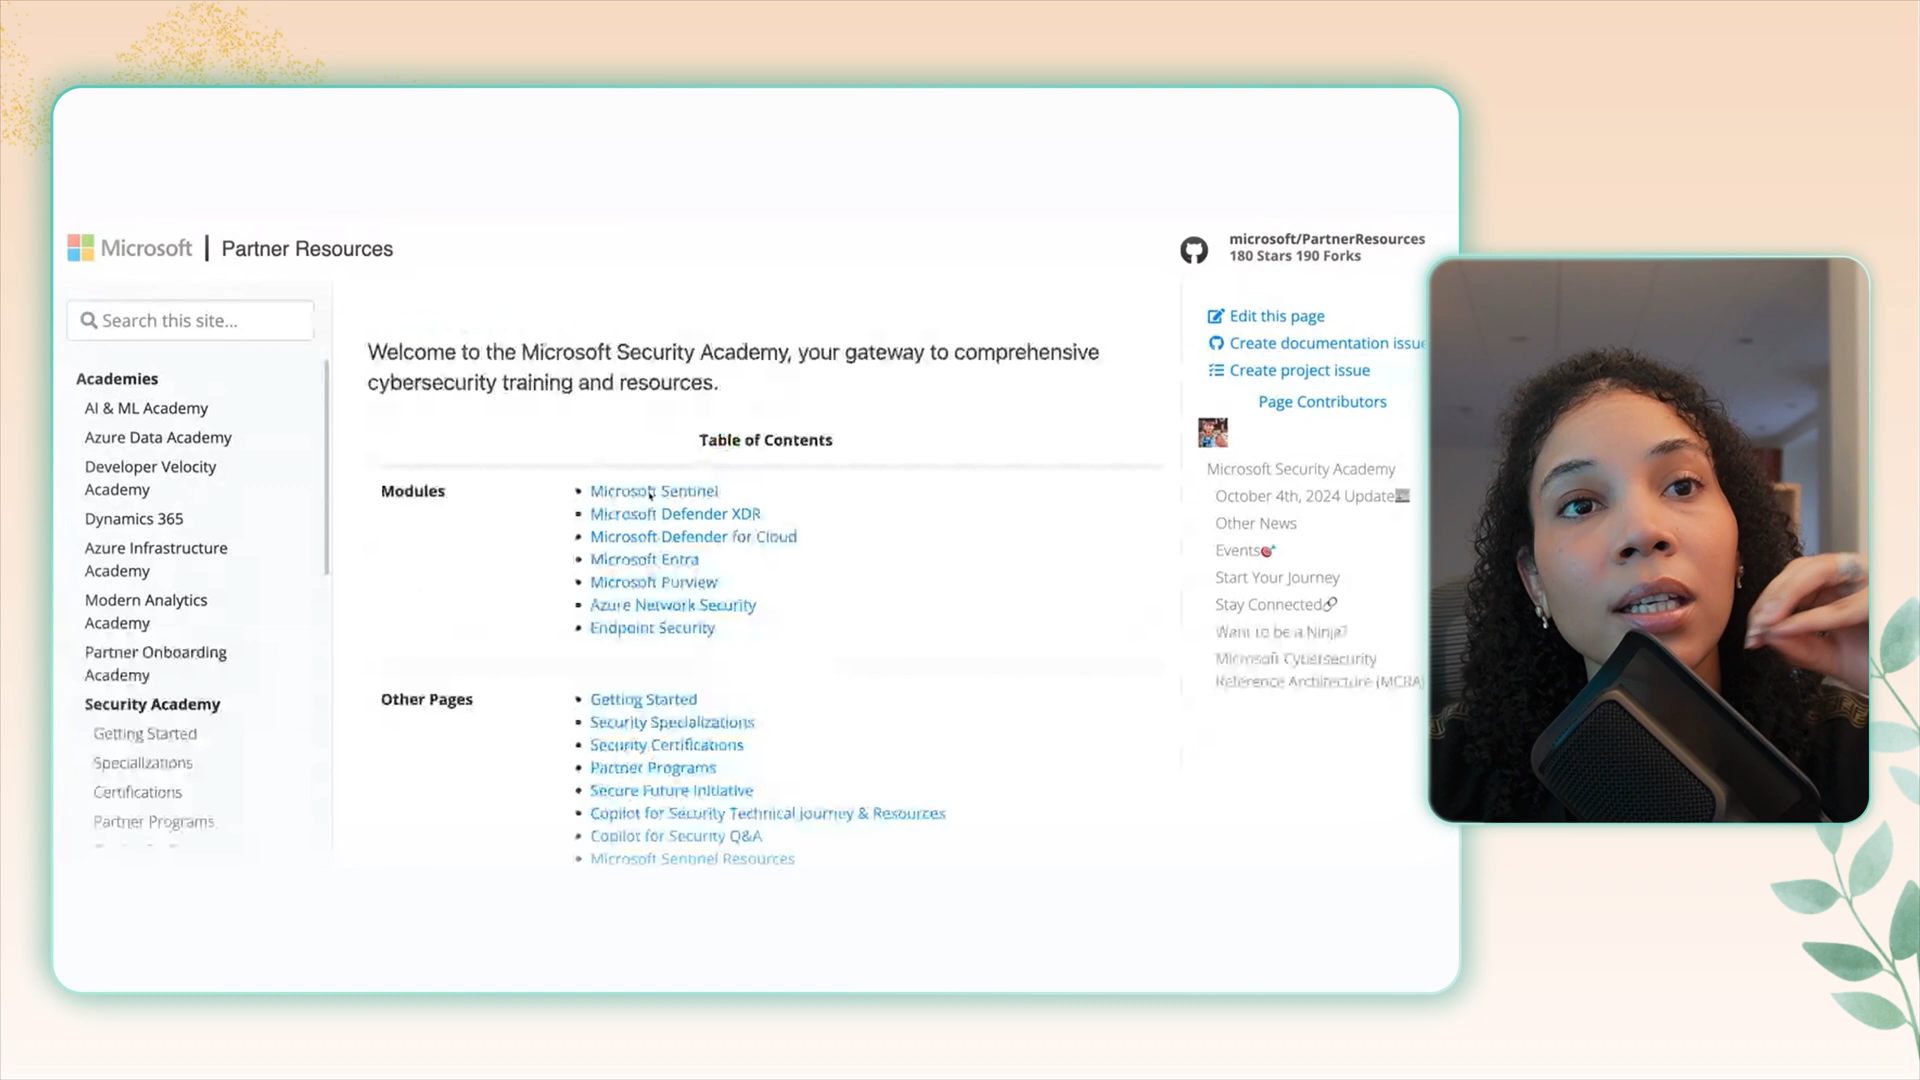 Microsoft | Partner Resources
microsoft/PartnerResources
180 Stars 190 Forks
Search this site...
Academies
AI & ML Academy
Azure Data Academy
Developer Velocity
Academy
Dynamics 365
Azure Infrastructure
Academy
Modern Analytics
Academy
Partner Onboarding
Academy
Security Academy
Getting Started
Specializations
Certifications
Partner Programs
Welcome to the Microsoft Security Academy, your gateway to comprehensive
cybersecurity training and resources.
Table of Contents
Modules
Microsoft Sentinel
Microsoft Defender XDR
Microsoft Defender for Cloud
Microsoft Entra
Microsoft Purview
Azure Network Security
Endpoint Security
Other Pages
Getting Started
Security Specializations
Security Certifications
Partner Programs
Secure Future Initiative
Copilot for Security Technical Journey & Resources
Copilot for Security Q&A
Microsoft Sentinel Resources
Edit this page
Create documentation issue
Create project issue
Page Contributors
Microsoft Security Academy
October 4th, 2024 Update
Other News
Events
Start Your Journey
Stay Connected
Want to be a Ninja?
Microsoft Cybersecurity
Reference Architecture (MCRA)